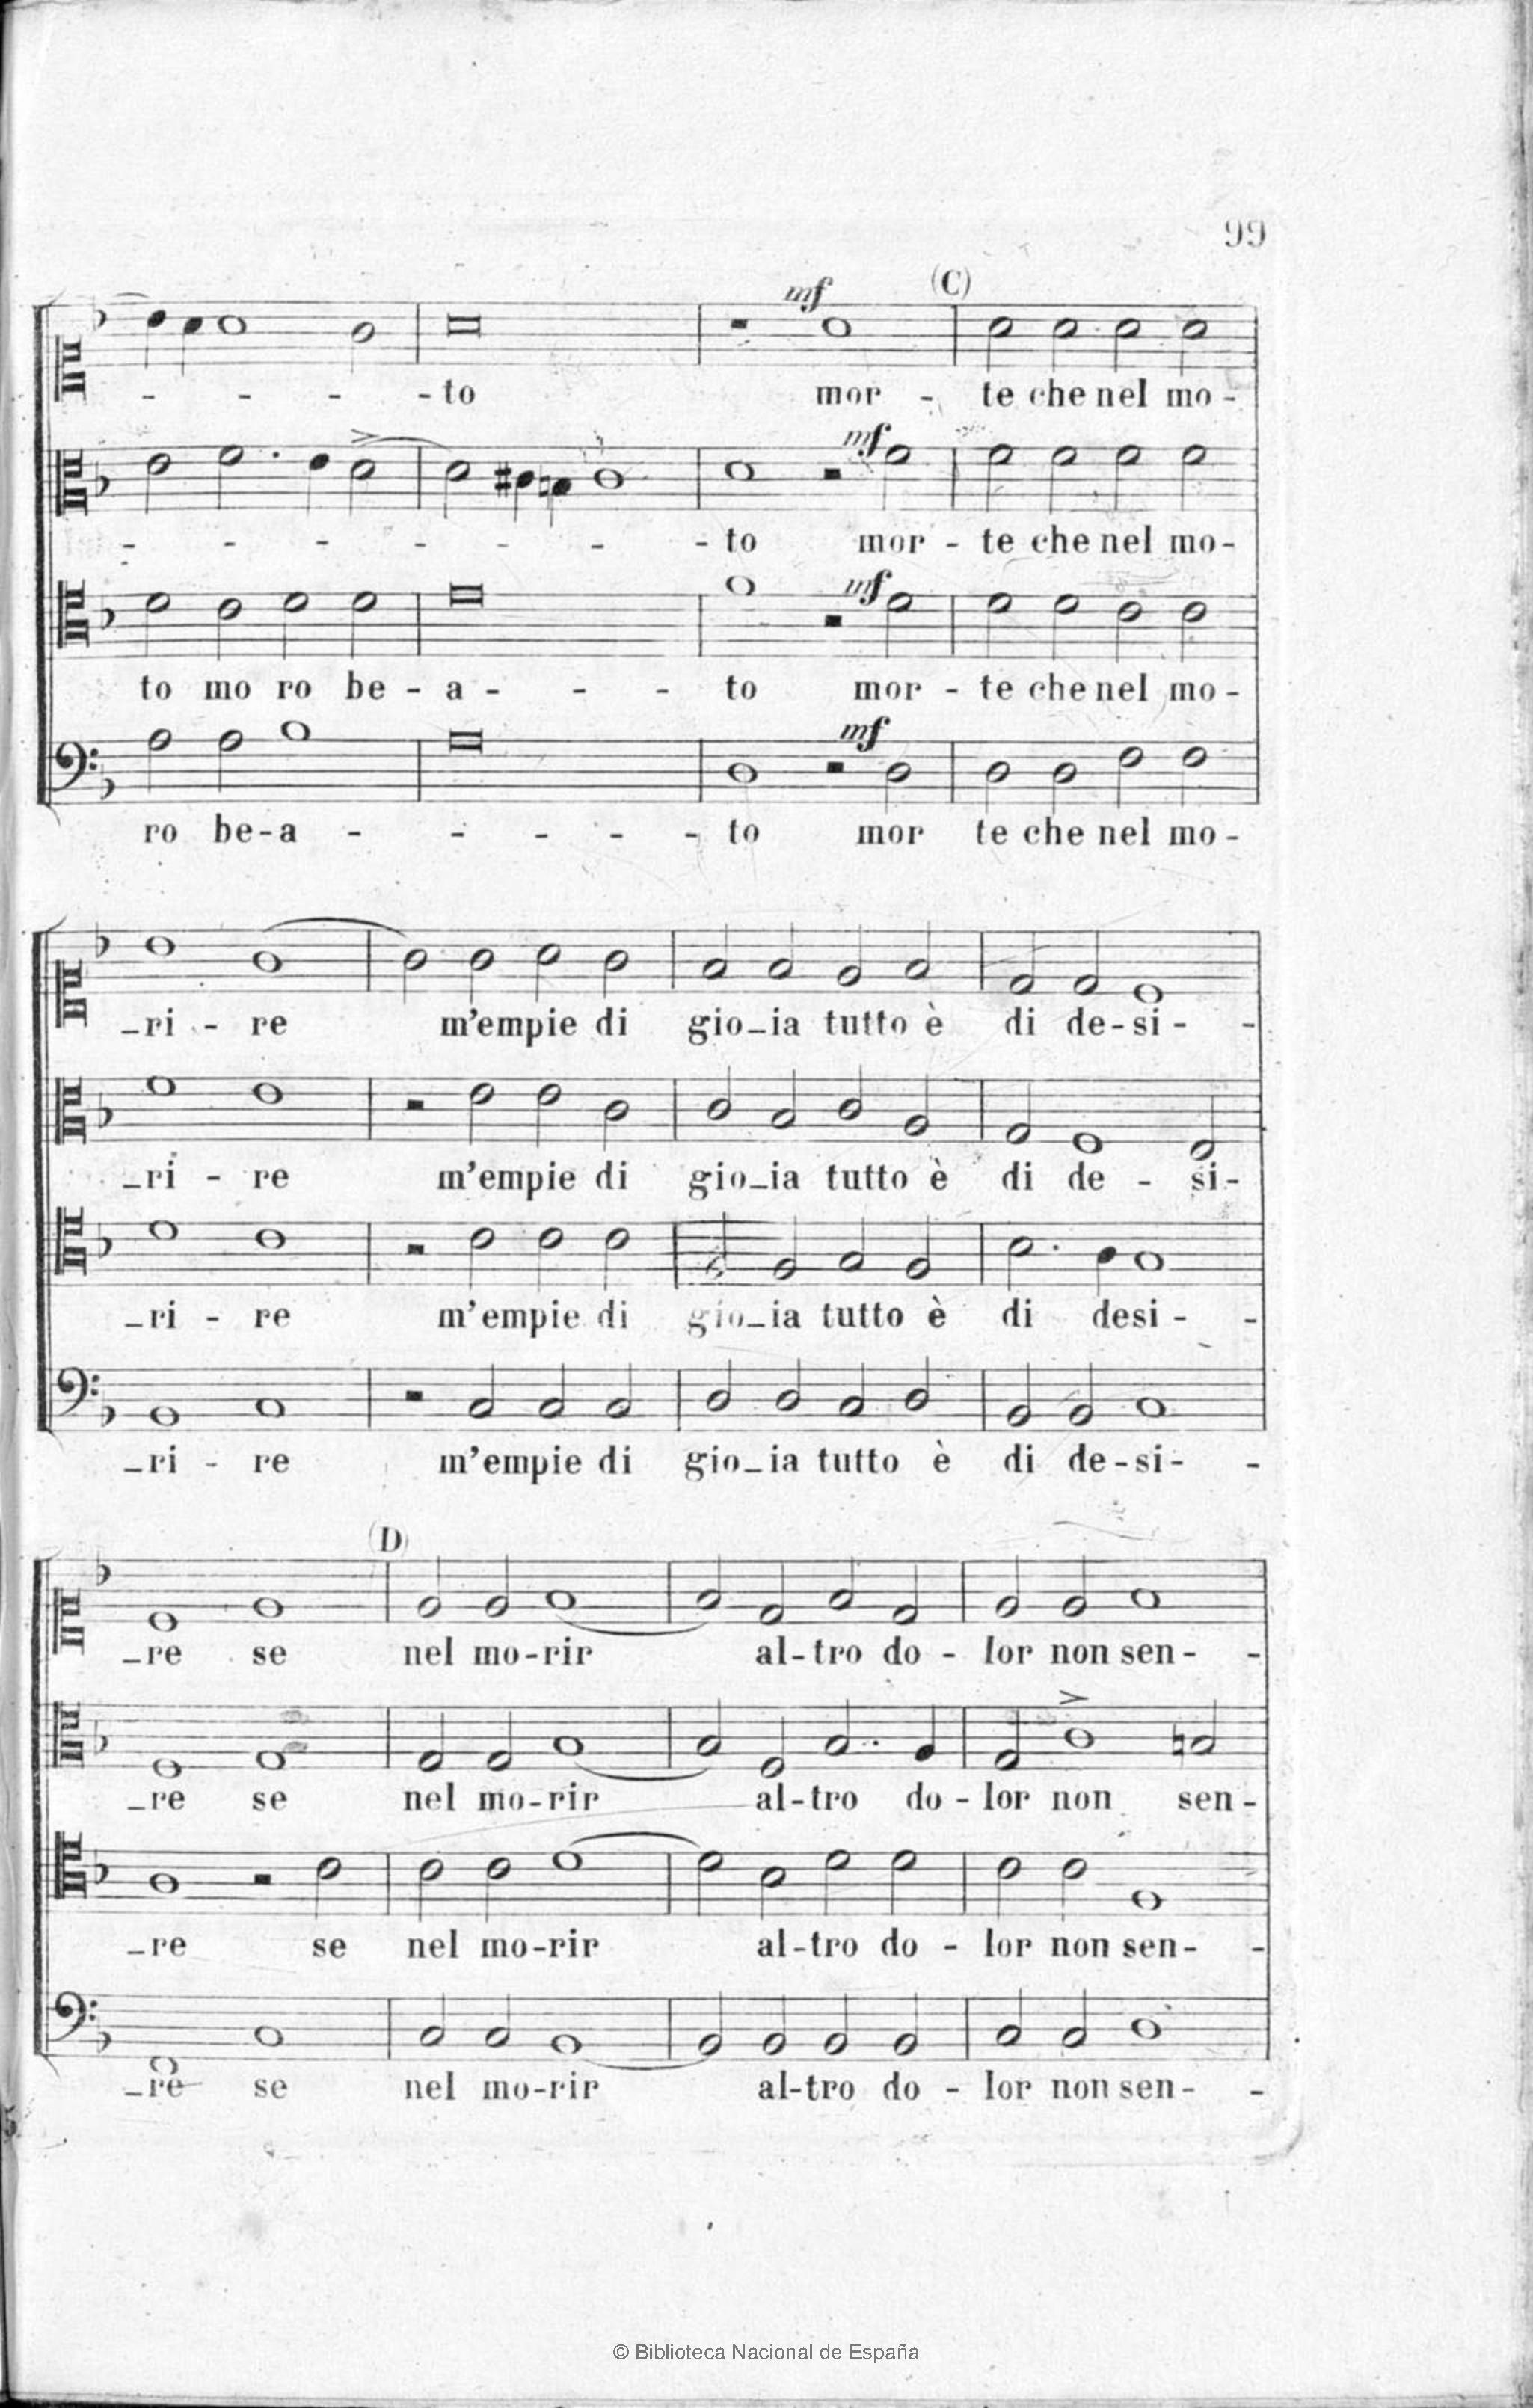 99
(C)
mf
- - - - to mor - te che nel mo -
mf
- - - - - - - to mor - te che nel mo-
mf
to mo ro be - a - - - to mor - te che nel mo -
mf
ro be-a - - - - - to mor te che nel mo -
_ri - re m'empie di gio_ia tutto è di de-si - -
_ri - re m'empie di gio_ia tutto è di de - si-
_ri - re m'empie di gio_ia tutto è di desi - -
_ri - re m'empie di gio_ia tutto è di de-si- -
(D)
_re se nel mo-rir al-tro do - lor non sen- -
_re se nel mo-rir al-tro do - lor non sen-
_re se nel mo-rir al-tro do - lor non sen- -
_re se nel mo-rir al-tro do - lor non sen- -
© Biblioteca Nacional de España